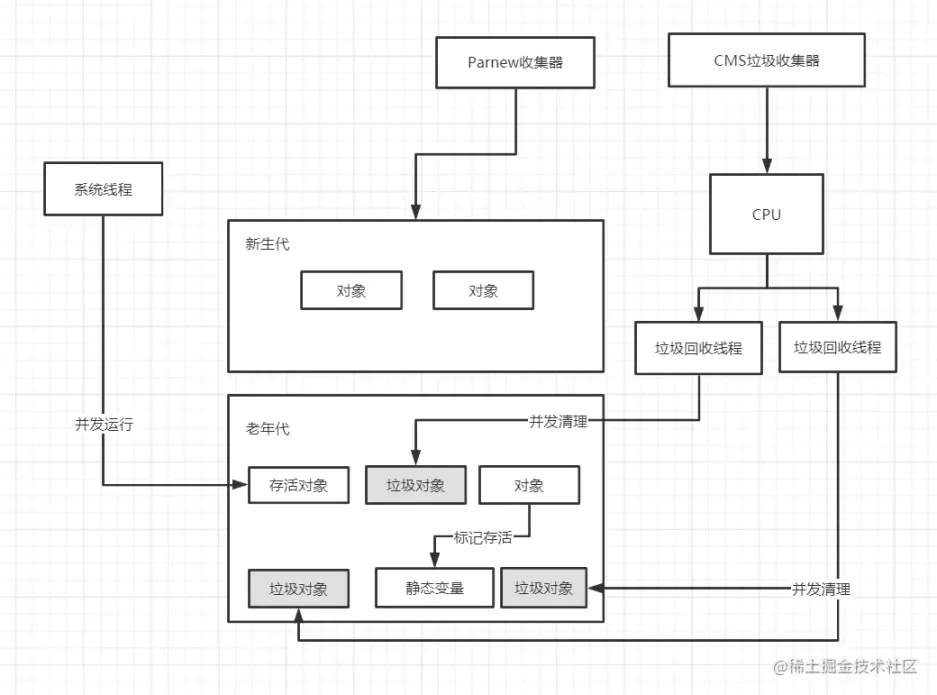 Parnew收集器
CMS垃圾收集器
系统线程
CPU
新生代
对象
对象
垃圾回收线程
垃圾回收线程
并发运行
老年代
并发清理
存活对象
垃圾对象
对象
标记存活
垃圾对象
静态变量
垃圾对象
并发清理
@稀土掘金技术社区